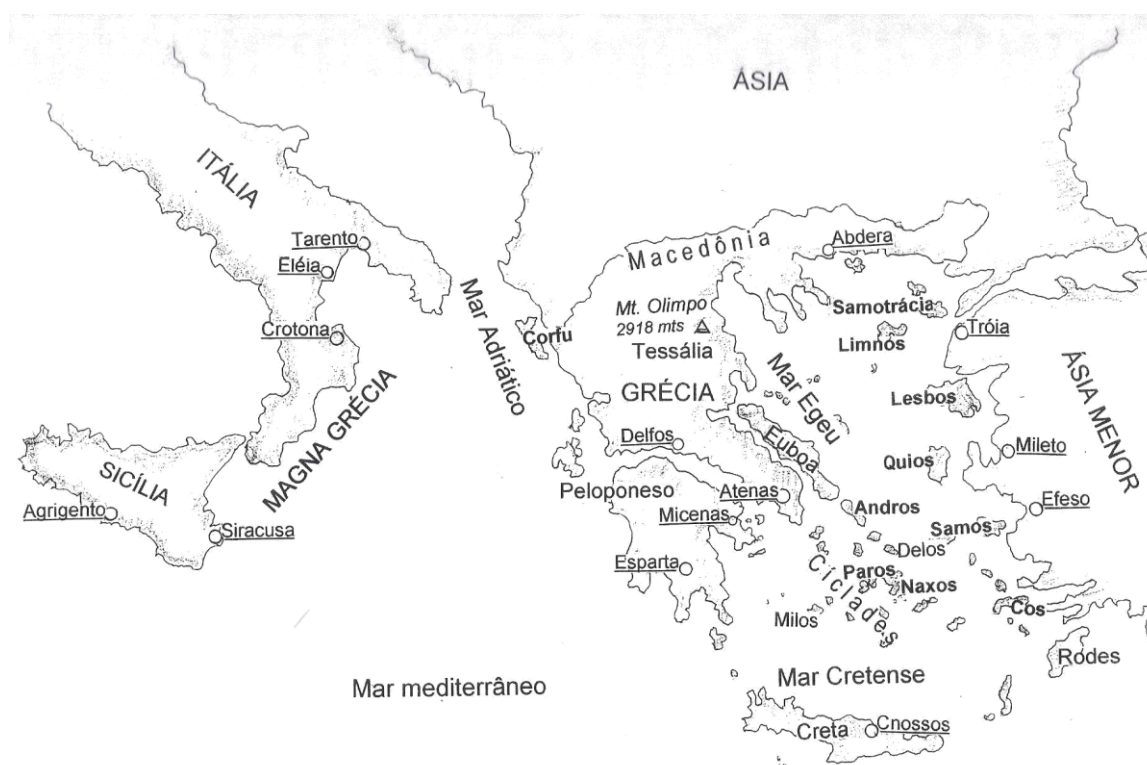 ÁSIA
ITÁLIA
Tarento
Eléia
Crotona
MAGNA GRÉCIA
SICÍLIA
Agrigento
Siracusa
Mar Adriático
Corfu
Macedônia
Abdera
Mt. Olimpo
2918 mts
Tessália
Samotrácia
Limnos
Tróia
GRÉCIA
Mar Egeu
Lesbos
ÁSIA MENOR
Delfos
Euboa
Quios
Mileto
Peloponeso
Atenas
Micenas
Andros
Efeso
Samos
Delos
Esparta
Paros
Naxos
Cíclades
Milos
Cos
Rodes
Mar Cretense
Mar mediterrâneo
Creta
Cnossos